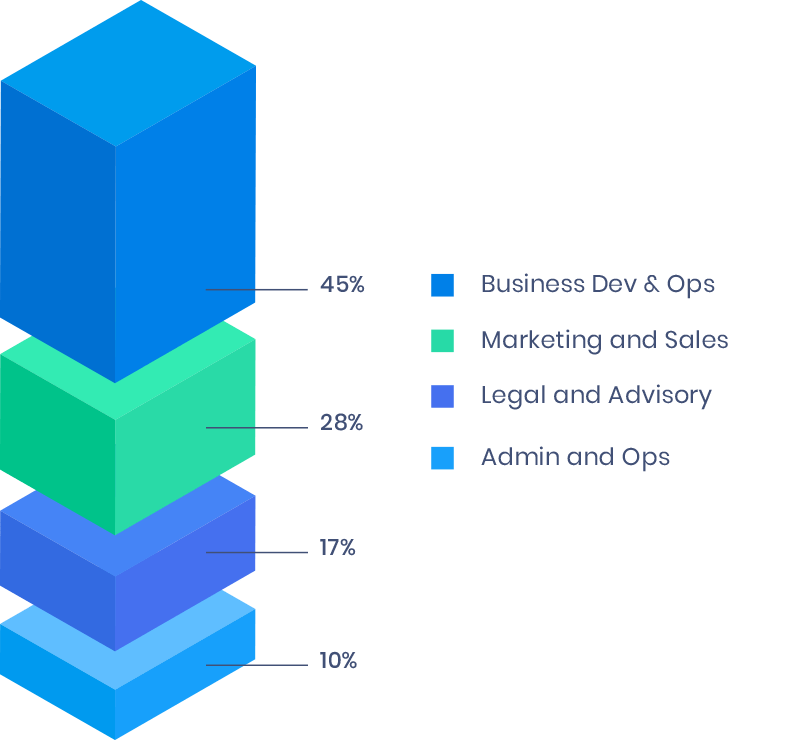 45%
28%
17%
10%
Business Dev & Ops
Marketing and Sales
Legal and Advisory
Admin and Ops